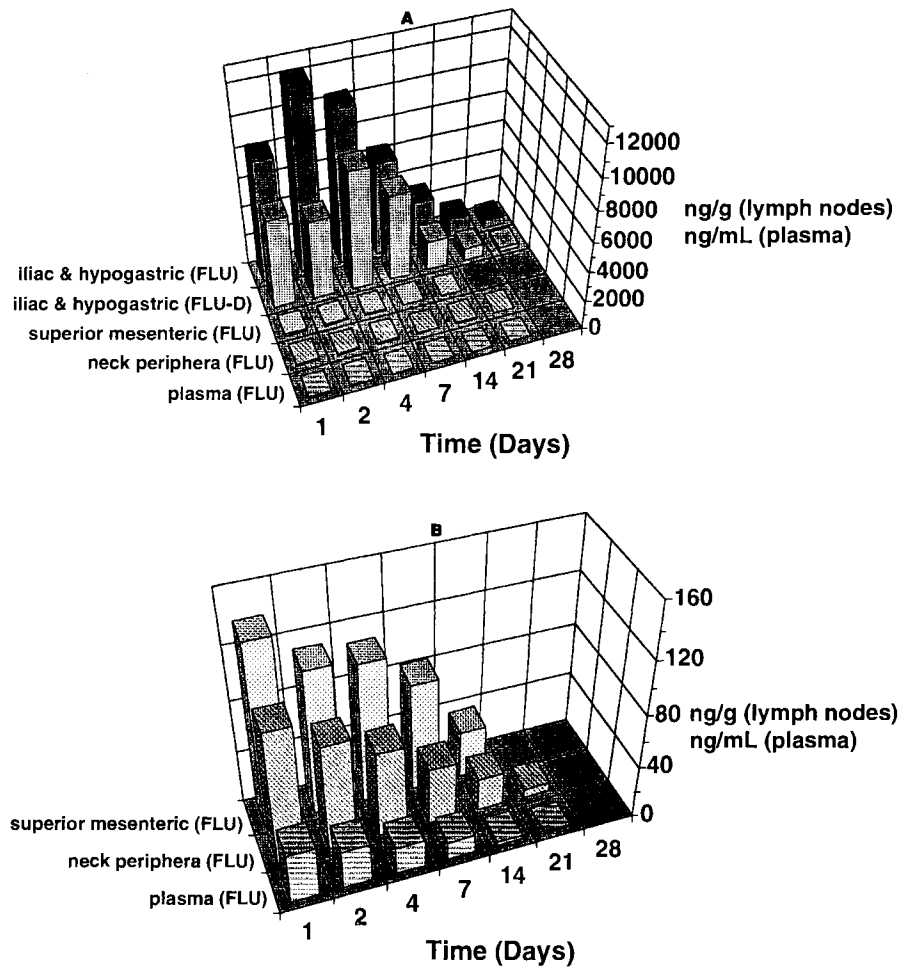 A
12000
10000
8000
6000
4000
2000
0
ng/g (lymph nodes)
ng/mL (plasma)
iliac & hypogastric (FLU)
iliac & hypogastric (FLU-D)
superior mesenteric (FLU)
neck periphera (FLU)
plasma (FLU)
1 2 4 7 14 21 28
Time (Days)
B
160
120
80
40
0
ng/g (lymph nodes)
ng/mL (plasma)
superior mesenteric (FLU)
neck periphera (FLU)
plasma (FLU)
1 2 4 7 14 21 28
Time (Days)